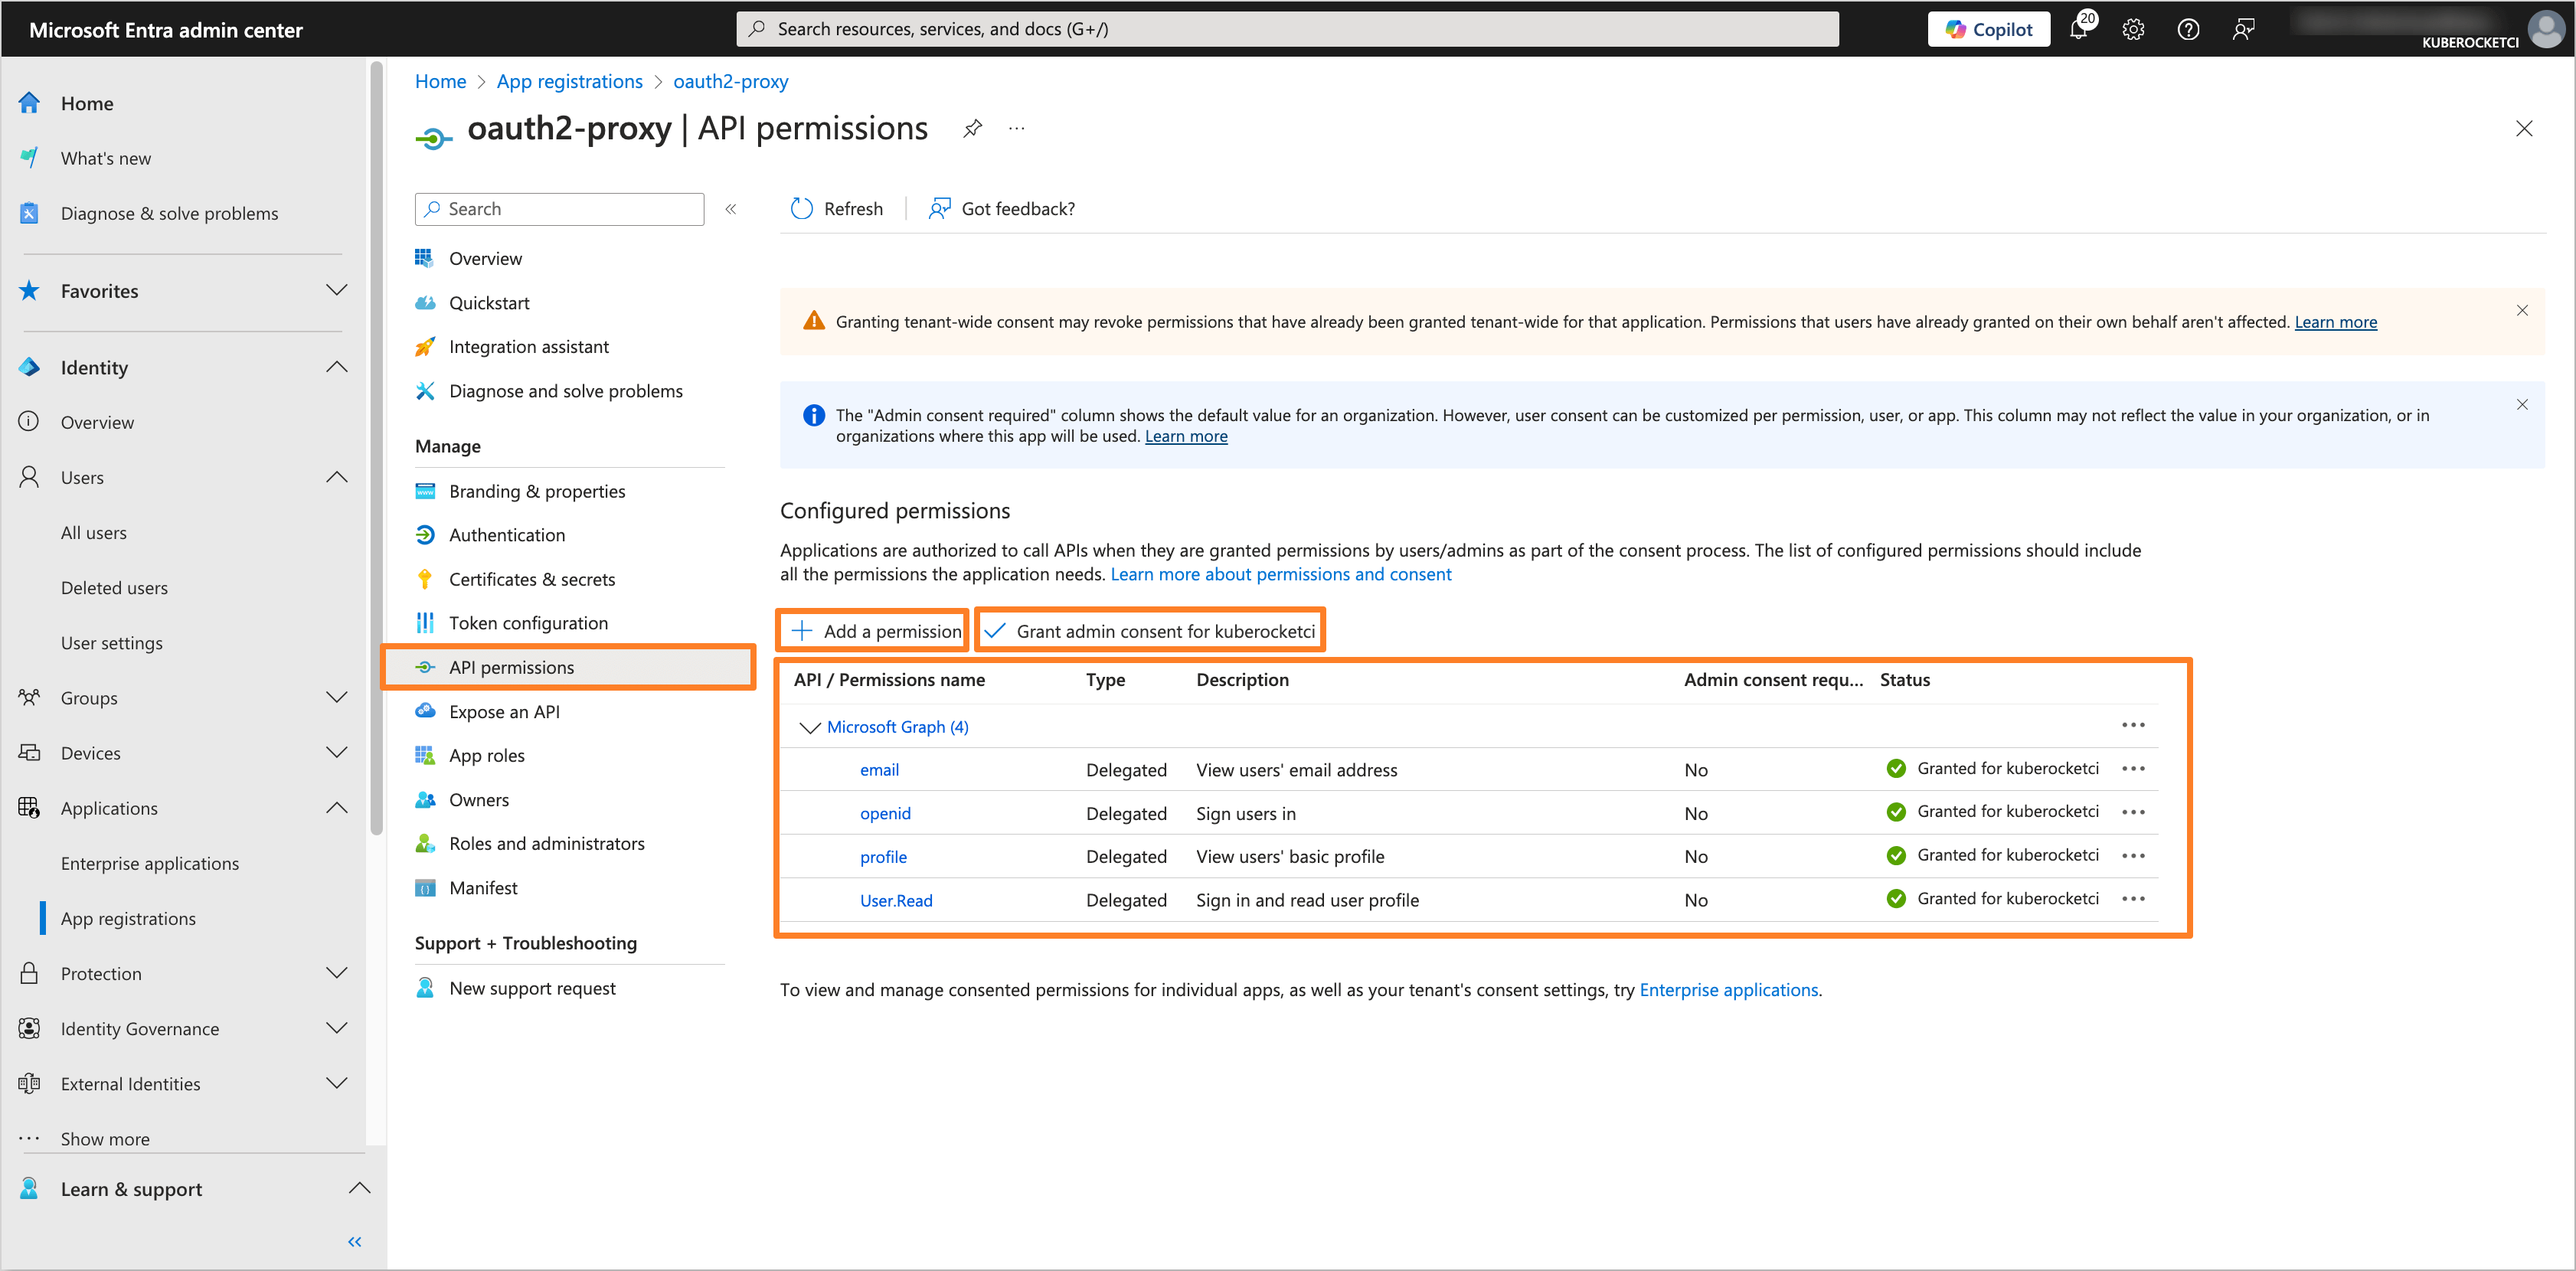 Microsoft Entra admin center
Search resources, services, and docs (G+/)
Copilot
20
KUBEROCKETCI
Home
What's new
Diagnose & solve problems
Favorites
Identity
Overview
Users
All users
Deleted users
User settings
Groups
Devices
Applications
Enterprise applications
App registrations
Protection
Identity Governance
External Identities
Show more
Learn & support
Home > App registrations > oauth2-proxy
oauth2-proxy | API permissions
Search
Overview
Quickstart
Integration assistant
Diagnose and solve problems
Manage
Branding & properties
Authentication
Certificates & secrets
Token configuration
API permissions
Expose an API
App roles
Owners
Roles and administrators
Manifest
Support + Troubleshooting
New support request
Refresh
Got feedback?
Granting tenant-wide consent may revoke permissions that have already been granted tenant-wide for that application. Permissions that users have already granted on their own behalf aren't affected. Learn more
The "Admin consent required" column shows the default value for an organization. However, user consent can be customized per permission, user, or app. This column may not reflect the value in your organization, or in
organizations where this app will be used. Learn more
Configured permissions
Applications are authorized to call APIs when they are granted permissions by users/admins as part of the consent process. The list of configured permissions should include
all the permissions the application needs. Learn more about permissions and consent
Add a permission
Grant admin consent for kuberocketci
API / Permissions name Type Description Admin consent requ... Status
Microsoft Graph (4)
email Delegated View users' email address No Granted for kuberocketci
openid Delegated Sign users in No Granted for kuberocketci
profile Delegated View users' basic profile No Granted for kuberocketci
User.Read Delegated Sign in and read user profile No Granted for kuberocketci
To view and manage consented permissions for individual apps, as well as your tenant's consent settings, try Enterprise applications.